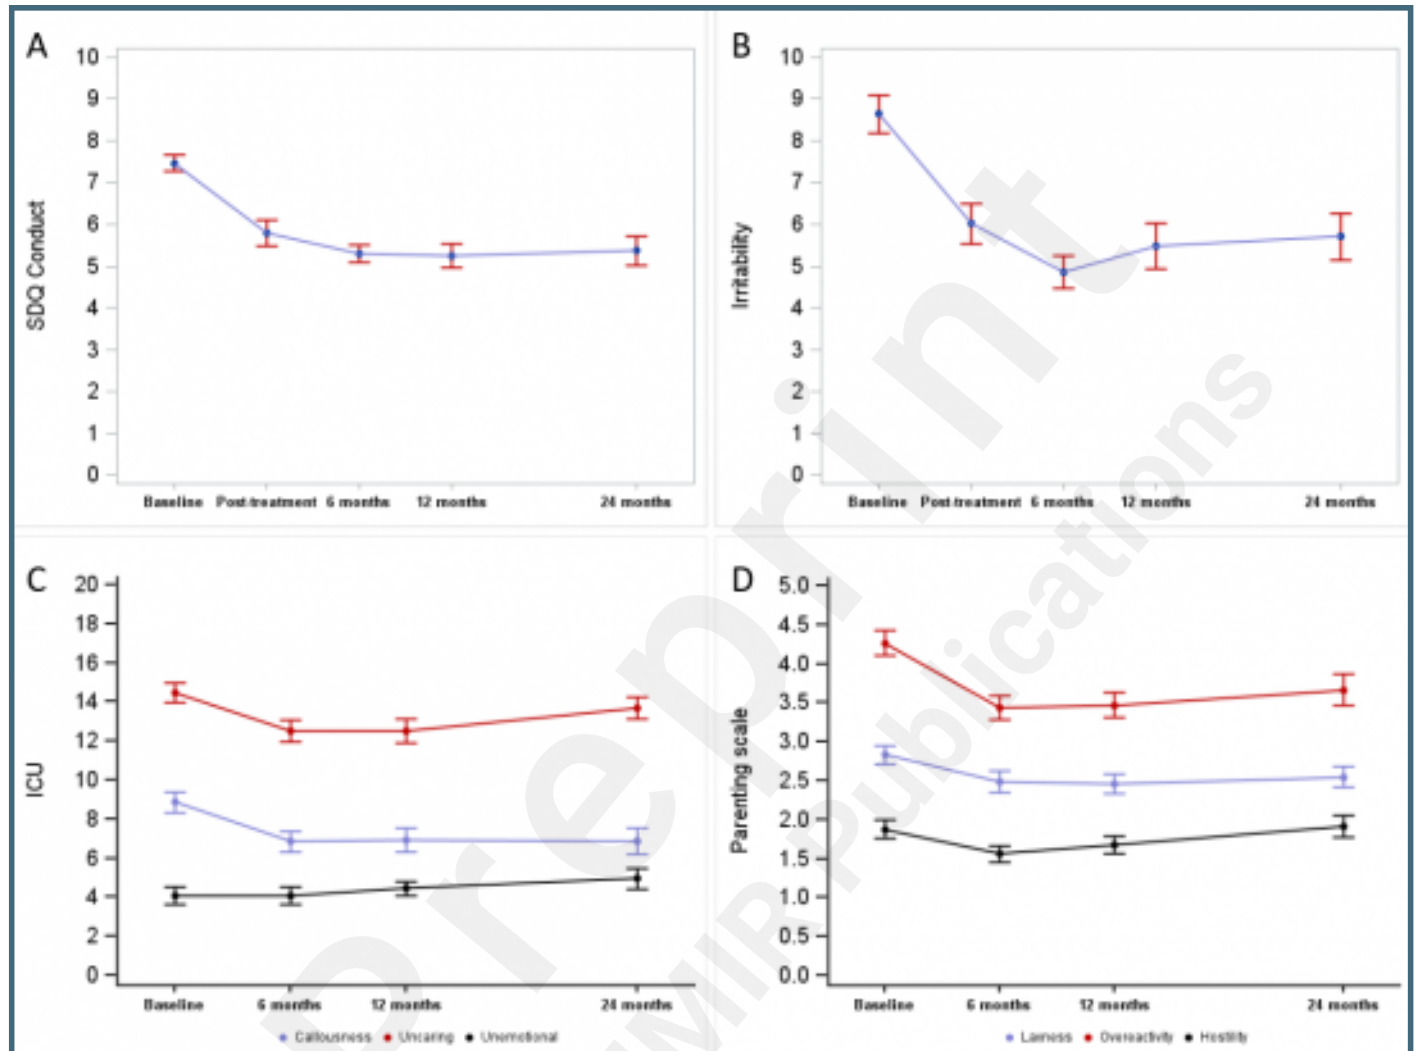 A
10
9
8
7
6
5
4
3
2
1
0
SDQ Conduct
Baseline Post-treatment 6 months 12 months 24 months
B
10
9
8
7
6
5
4
3
2
1
0
Irritability
Baseline Post-treatment 6 months 12 months 24 months
C
20
18
16
14
12
10
8
6
4
2
0
ICU
Baseline 6 months 12 months 24 months
Callousness Uncaring Unemotional
D
5.0
4.5
4.0
3.5
3.0
2.5
2.0
1.5
1.0
0.5
0.0
Parenting scale
Baseline 6 months 12 months 24 months
Laxness Overeactivity Hostility
Preprint
JMIR Publications